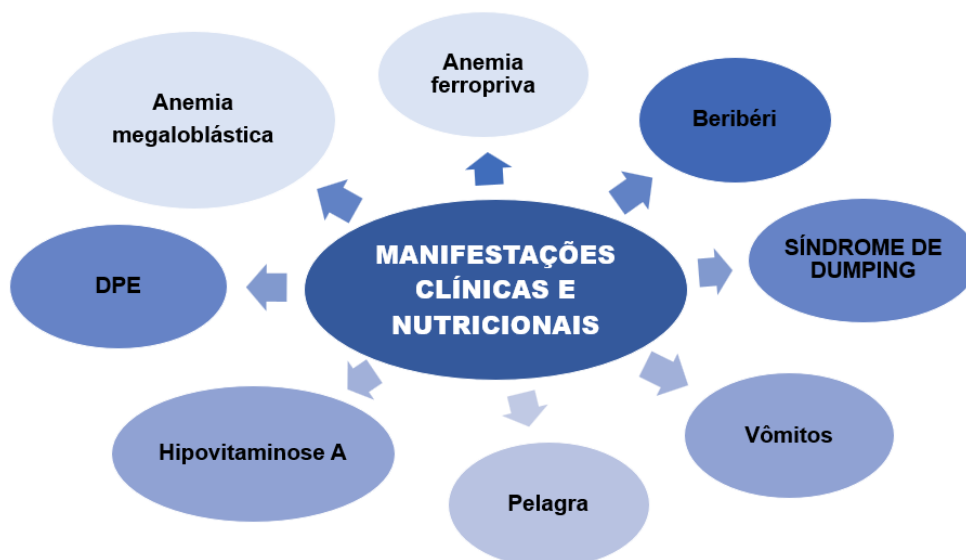 Anemia
ferropriva
Anemia
megaloblástica
Beribéri
MANIFESTAÇÕES
CLÍNICAS E
NUTRICIONAIS
SÍNDROME DE
DUMPING
DPE
Hipovitaminose A
Vômitos
Pelagra